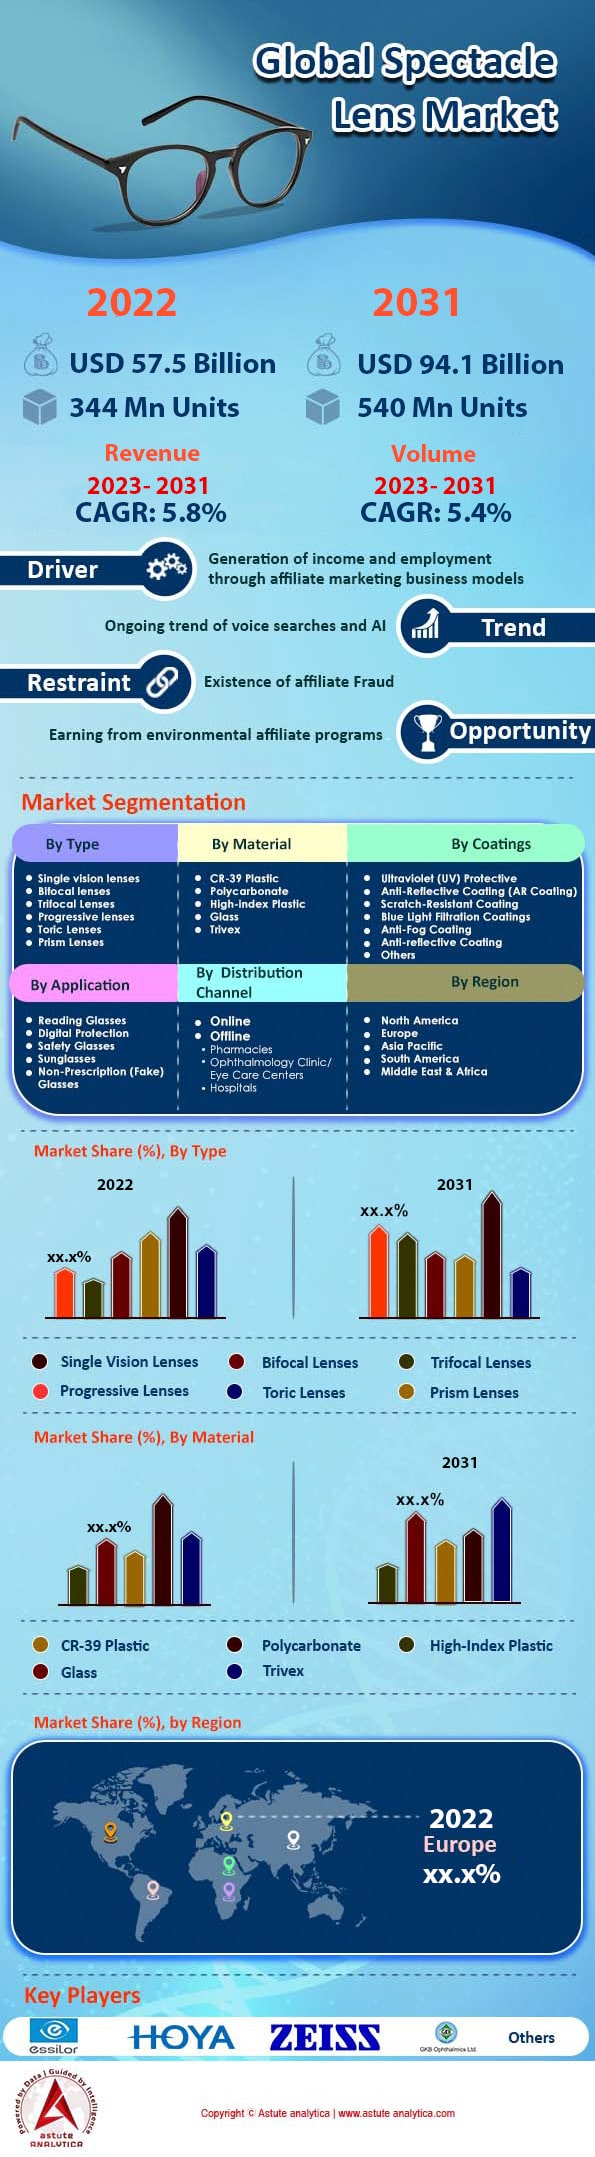 Global Spectacle
Lens Market
2022
2031
USD 57.5 Billion
USD 94.1 Billion
344 Mn Units
540 Mn Units
Revenue
Volume
2023- 2031
2023- 2031
CAGR: 5.8%
CAGR: 5.4%
Driver
Generation of income and employment
through affiliate marketing business models
Ongoing trend of voice searches and AI
Trend
Restraint
Existence of affiliate Fraud
Earning from environmental affiliate programs
Opportunity
Market Segmentation
By Type
Single vision lenses
Bifocal lenses
Trifocal Lenses
Progressive lenses
Toric Lenses
Prism Lenses
By Material
CR-39 Plastic
Polycarbonate
High-index Plastic
Glass
Trivex
By Coatings
Ultraviolet (UV) Protective
Anti-Reflective Coating (AR Coating)
Scratch-Resistant Coating
Blue Light Filtration Coatings
Anti-Fog Coating
Anti-reflective Coating
Others
By Application
Reading Glasses
Digital Protection
Safety Glasses
Sunglasses
Non-Prescription (Fake)
Glasses
By Distribution
Channel
Online
Offline
Pharmacies
Ophthalmology Clinic/
Eye Care Centers
Hospitals
By Region
North America
Europe
Asia Pacific
South America
Middle East & Africa
Market Share (%), By Type
2022
2031
xx.x%
xx.x%
Single Vision Lenses
Bifocal Lenses
Trifocal Lenses
Progressive Lenses
Toric Lenses
Prism Lenses
Market Share (%), By Material
2031
xx.x%
xx.x%
CR-39 Plastic
Polycarbonate
High-Index Plastic
Glass
Trivex
Market Share (%), by Region
2022
Europe
xx.x%
Key Players
essilor
HOYA
ZEISS
GKB
GKB Ophthalmics Ltd.
Others
Powered by Data | Guided by Intelligence
astute
ANALYTICA
Copyright © Astute analytica | www.astute analytica.com